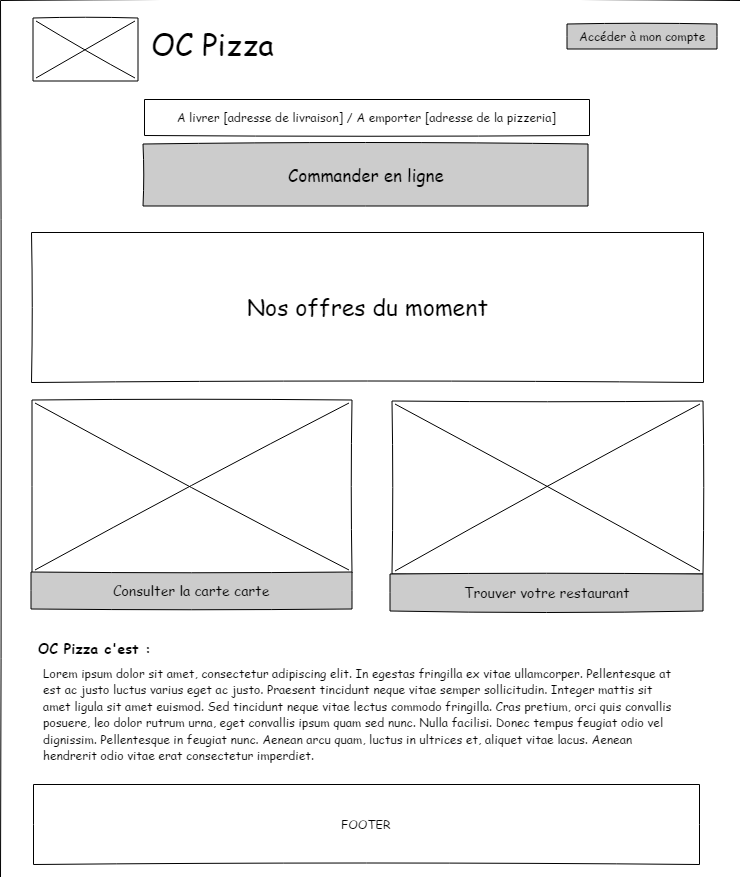 OC Pizza
Accéder à mon compte
A livrer [adresse de livraison] / A emporter [adresse de la pizzeria]
Commander en ligne
Nos offres du moment
Consulter la carte carte
Trouver votre restaurant
OC Pizza c'est :
Lorem ipsum dolor sit amet, consectetur adipiscing elit. In egestas fringilla ex vitae ullamcorper. Pellentesque at
est ac justo luctus varius eget ac justo. Praesent tincidunt neque vitae semper sollicitudin. Integer mattis sit
amet ligula sit amet euismod. Sed tincidunt neque vitae lectus commodo fringilla. Cras pretium, orci quis convallis
posuere, leo dolor rutrum urna, eget convallis ipsum quam sed nunc. Nulla facilisi. Donec tempus feugiat odio vel
dignissim. Pellentesque in feugiat nunc. Aenean arcu quam, luctus in ultrices et, aliquet vitae lacus. Aenean
hendrerit odio vitae erat consectetur imperdiet.
FOOTER